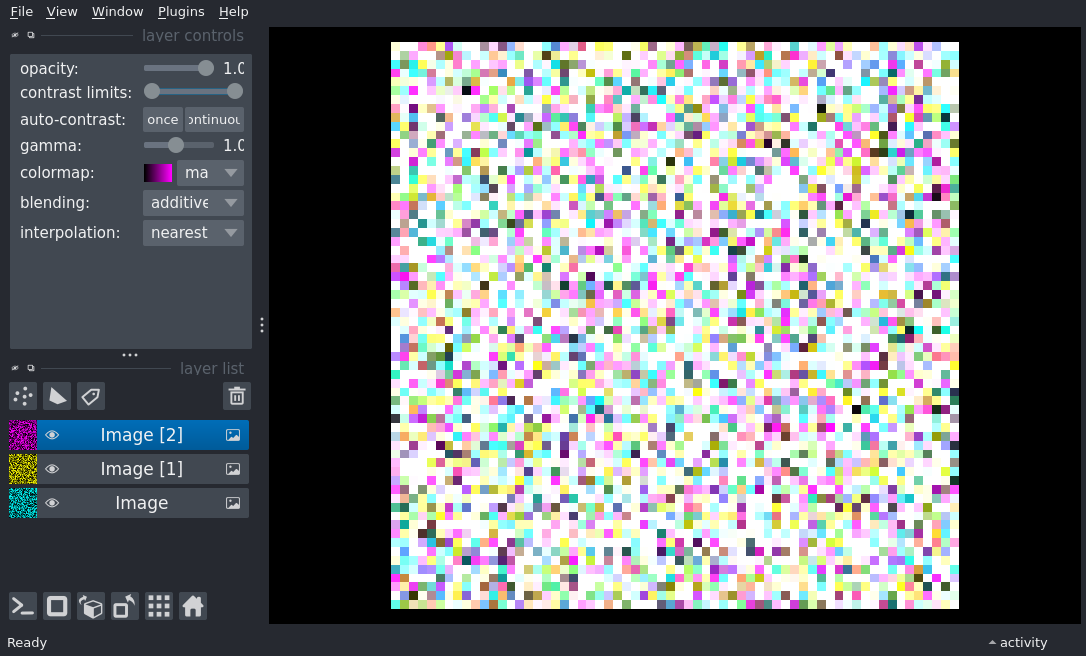 File View Window Plugins Help
layer controls
opacity: 1.0
contrast limits:
auto-contrast: once ontinuou
gamma: 1.0
colormap: ma
blending: additive
interpolation: nearest
layer list
Image [2]
Image [1]
Image
Ready activity